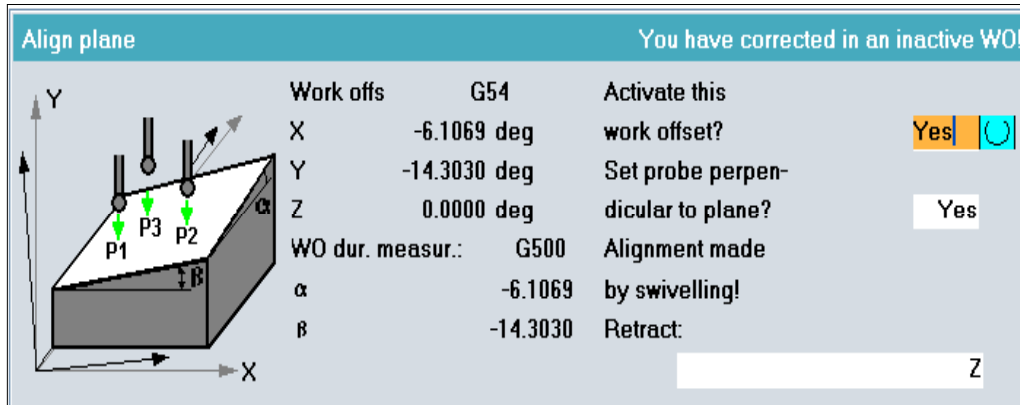 Align plane You have corrected in an inactive WO!
Y
P1 P3 P2
α
β
X
Work offs G54
X -6.1069 deg
Y -14.3030 deg
Z 0.0000 deg
WO dur. measur.: G500
α -6.1069
β -14.3030
Activate this
work offset? Yes
Set probe perpen-
dicular to plane? Yes
Alignment made
by swivelling!
Retract:
Z